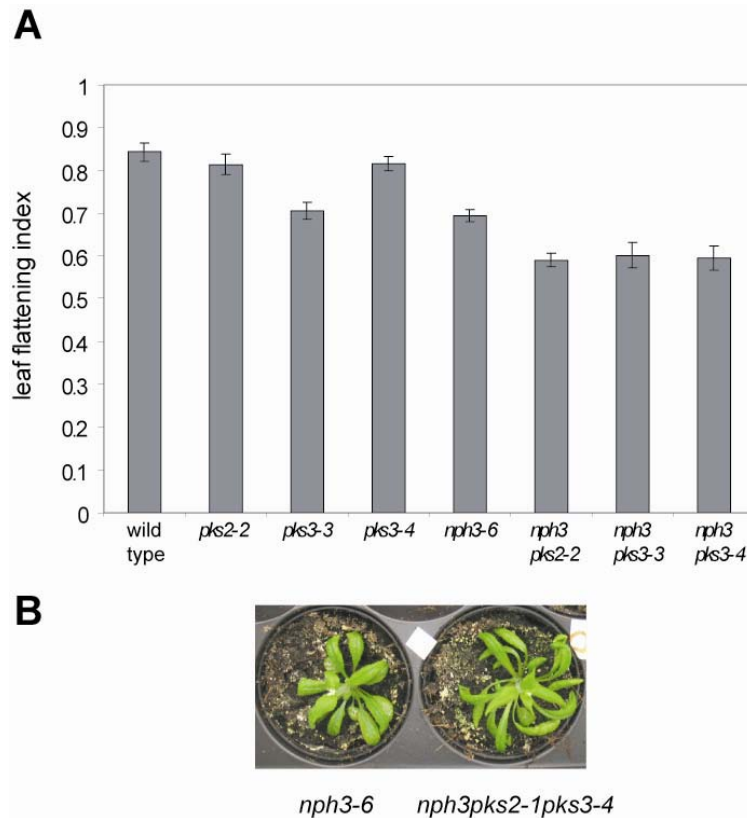 A
1
0.9
0.8
0.7
0.6
0.5
0.4
0.3
0.2
0.1
0
leaf flattening index
wild type
pks2-2
pks3-3
pks3-4
nph3-6
nph3 pks2-2
nph3 pks3-3
nph3 pks3-4
B
nph3-6 nph3pks2-1pks3-4